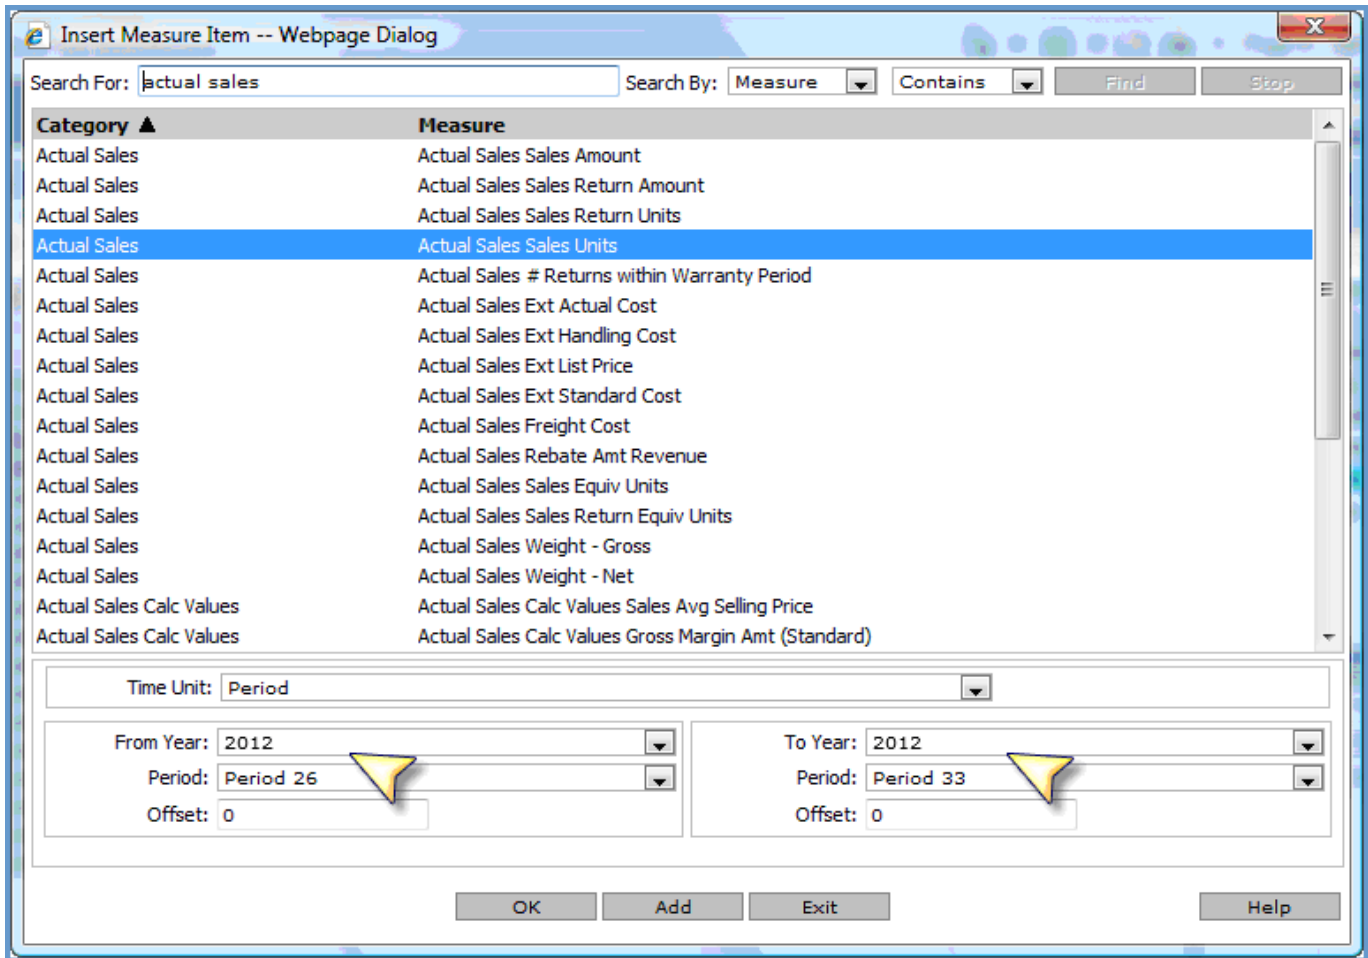 Insert Measure Item -- Webpage Dialog
Search For: actual sales Search By: Measure Contains Find Stop
Category Measure
Actual Sales Actual Sales Sales Amount
Actual Sales Actual Sales Sales Return Amount
Actual Sales Actual Sales Sales Return Units
Actual Sales Actual Sales Sales Units
Actual Sales Actual Sales # Returns within Warranty Period
Actual Sales Actual Sales Ext Actual Cost
Actual Sales Actual Sales Ext Handling Cost
Actual Sales Actual Sales Ext List Price
Actual Sales Actual Sales Ext Standard Cost
Actual Sales Actual Sales Freight Cost
Actual Sales Actual Sales Rebate Amt Revenue
Actual Sales Actual Sales Sales Equiv Units
Actual Sales Actual Sales Sales Return Equiv Units
Actual Sales Actual Sales Weight - Gross
Actual Sales Actual Sales Weight - Net
Actual Sales Calc Values Actual Sales Calc Values Sales Avg Selling Price
Actual Sales Calc Values Actual Sales Calc Values Gross Margin Amt (Standard)
Time Unit: Period
From Year: 2012 To Year: 2012
Period: Period 26 Period: Period 33
Offset: 0 Offset: 0
OK Add Exit Help